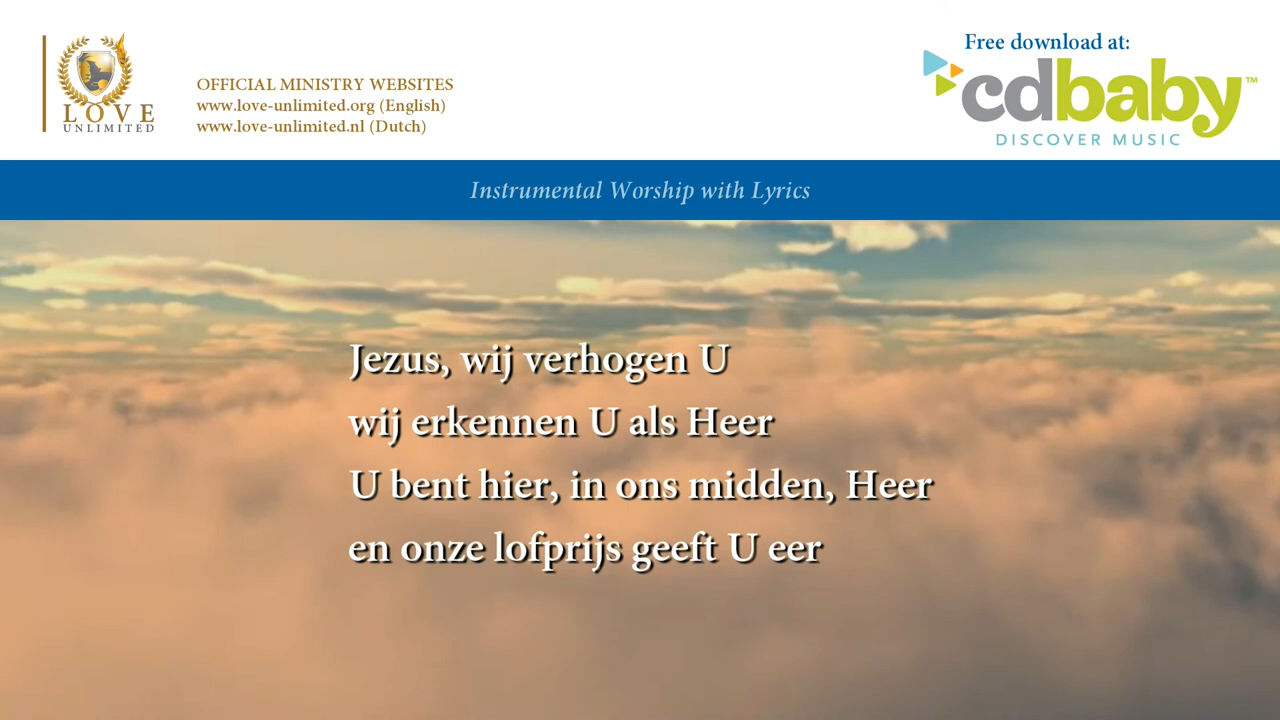 LOVE
UNLIMITED
OFFICIAL MINISTRY WEBSITES
www.love-unlimited.org (English)
www.love-unlimited.nl (Dutch)
Free download at:
cdbaby™
DISCOVER MUSIC
Instrumental Worship with Lyrics
Jezus, wij verhogen U
wij erkennen U als Heer
U bent hier, in ons midden, Heer
en onze lofprijs geeft U eer